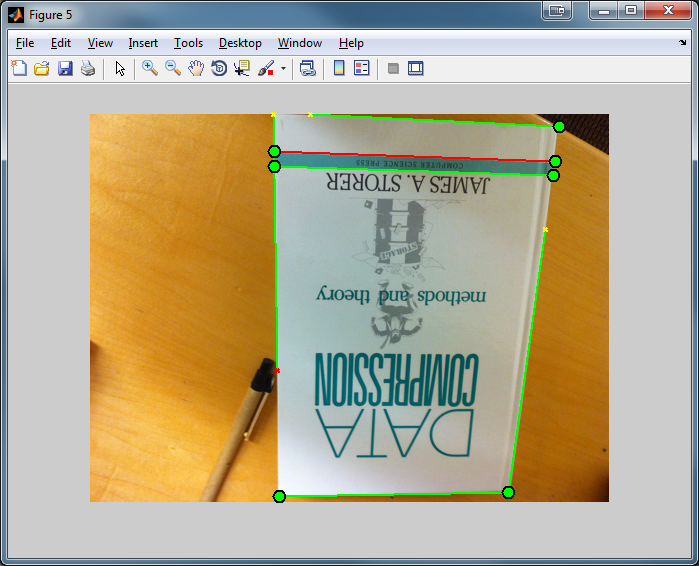 Figure 5
File Edit View Insert Tools Desktop Window Help
DATA
COMPRESSION
methods and theory
STORAGE
JAMES A. STORER
COMPUTER SCIENCE PRESS